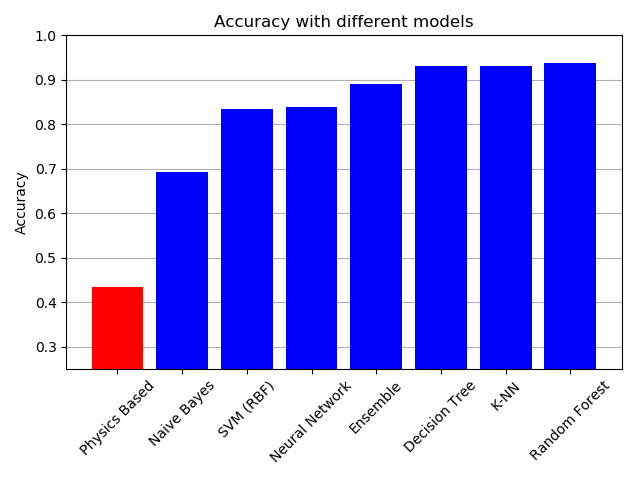 Accuracy with different models
1.0
0.9
0.8
0.7
0.6
0.5
0.4
0.3
Accuracy
Physics Based
Naive Bayes
SVM (RBF)
Neural Network
Ensemble
Decision Tree
K-NN
Random Forest